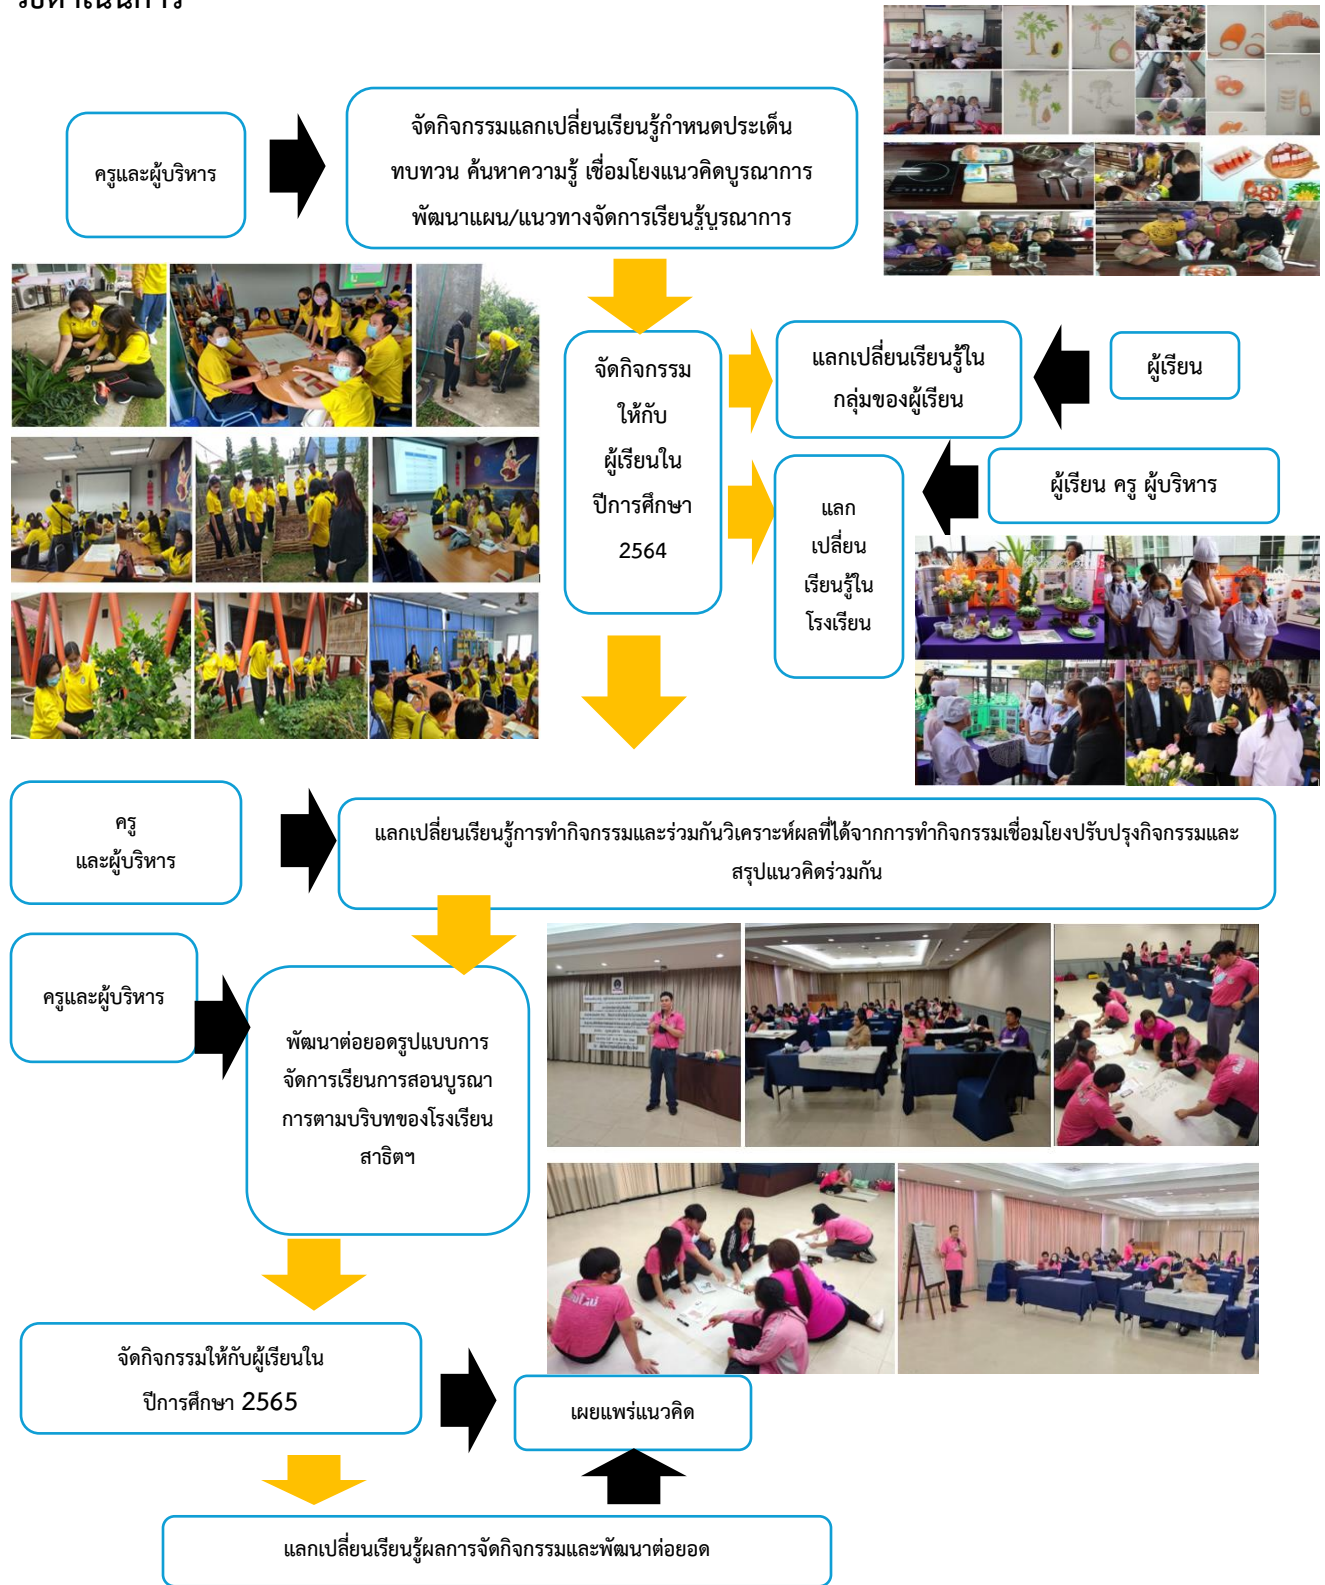 วิธีดำเนินการ
ครูและผู้บริหาร
จัดกิจกรรมแลกเปลี่ยนเรียนรู้กำหนดประเด็น
ทบทวน ค้นหาความรู้ เชื่อมโยงแนวคิดบูรณาการ
พัฒนาแผน/แนวทางจัดการเรียนรู้บูรณาการ
จัดกิจกรรม
ให้กับ
ผู้เรียนใน
ปีการศึกษา
2564
แลกเปลี่ยนเรียนรู้ใน
กลุ่มของผู้เรียน
ผู้เรียน
แลก
เปลี่ยน
เรียนรู้ใน
โรงเรียน
ผู้เรียน ครู ผู้บริหาร
ครู
และผู้บริหาร
แลกเปลี่ยนเรียนรู้การทำกิจกรรมและร่วมกันวิเคราะห์ผลที่ได้จากการทำกิจกรรมเชื่อมโยงปรับปรุงกิจกรรมและ
สรุปแนวคิดร่วมกัน
ครูและผู้บริหาร
พัฒนาต่อยอดรูปแบบการ
จัดการเรียนการสอนบูรณา
การตามบริบทของโรงเรียน
สาธิตฯ
จัดกิจกรรมให้กับผู้เรียนใน
ปีการศึกษา 2565
เผยแพร่แนวคิด
แลกเปลี่ยนเรียนรู้ผลการจัดกิจกรรมและพัฒนาต่อยอด